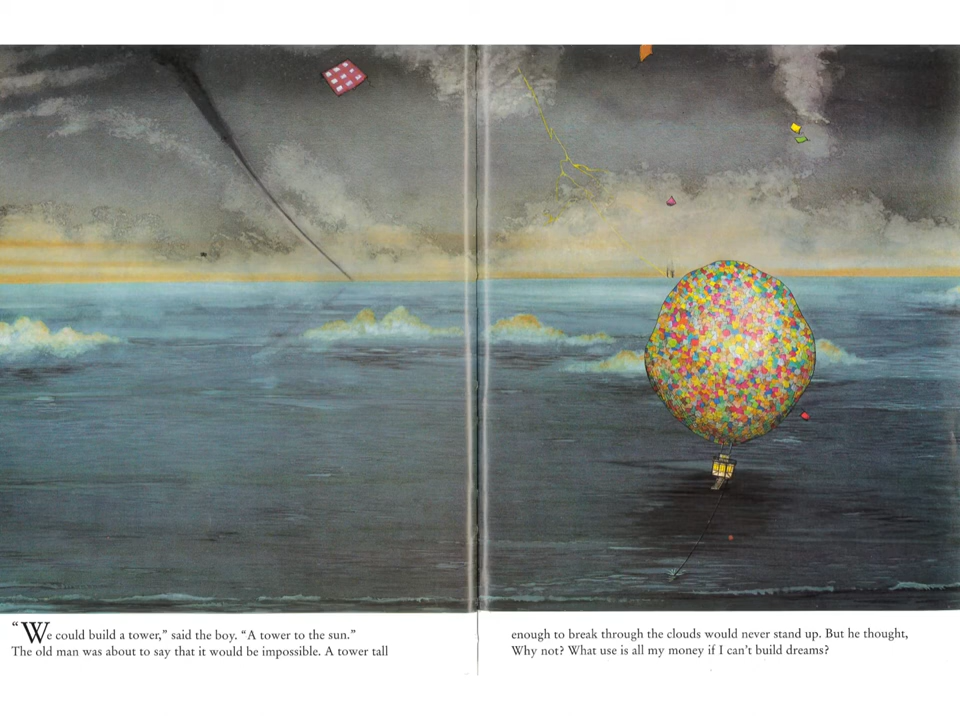 “We could build a tower,” said the boy. “A tower to the sun.”
The old man was about to say that it would be impossible. A tower tall
enough to break through the clouds would never stand up. But he thought,
Why not? What use is all my money if I can’t build dreams?